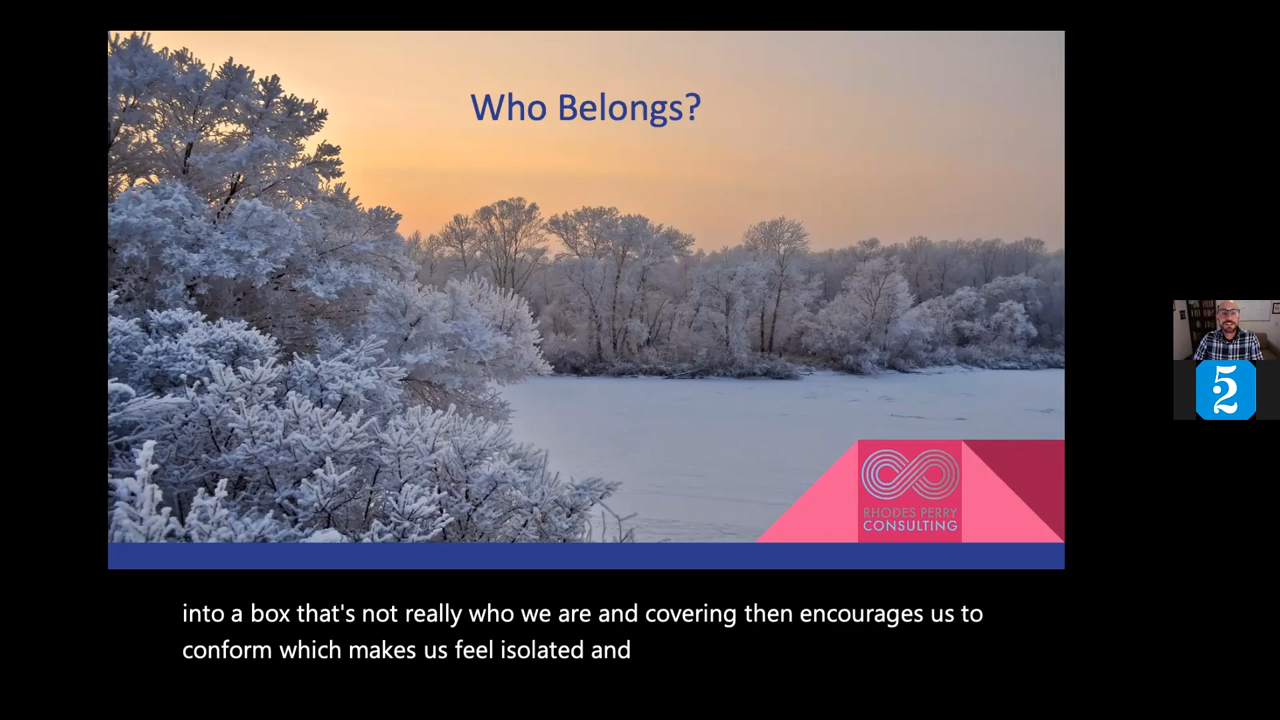 Who Belongs?
RHODES PERRY
CONSULTING
5
into a box that's not really who we are and covering then encourages us to
conform which makes us feel isolated and